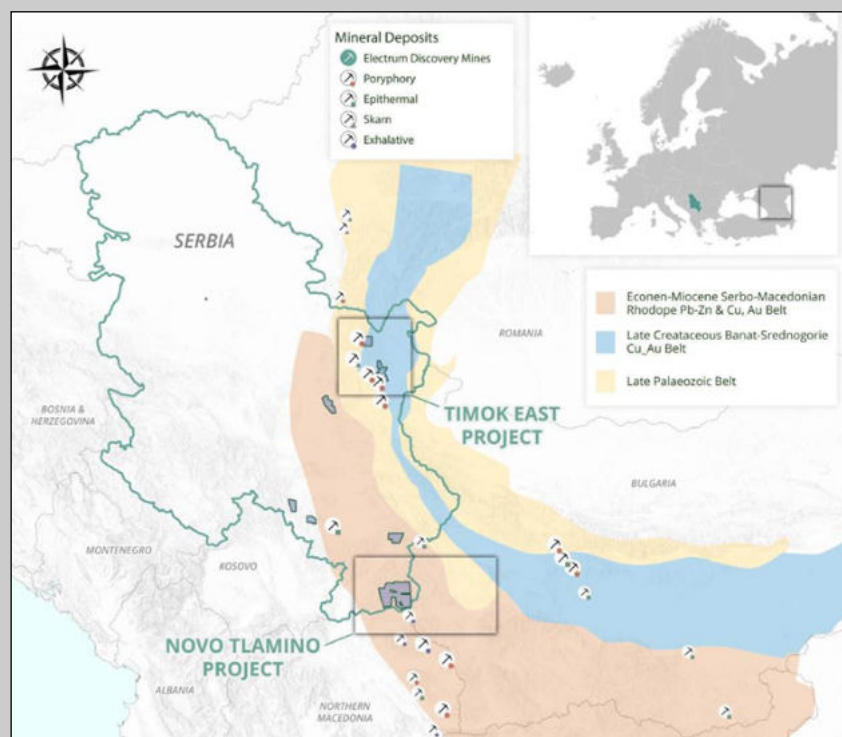 Mineral Deposits
Electrum Discovery Mines
Poryphory
Epithermal
Skarn
Exhalative
SERBIA
Econen-Miocene Serbo-Macedonian
Rhodope Pb-Zn & Cu, Au Belt
Late Creataceous Banat-Srednogorie
Cu_Au Belt
Late Palaeozoic Belt
ROMANIA
BOSNIA &
HERZEGOVINA
TIMOK EAST
PROJECT
BULGARIA
MONTENEGRO
KOSOVO
NOVO TLAMINO
PROJECT
ALBANIA
NORTHERN
MACEDONIA